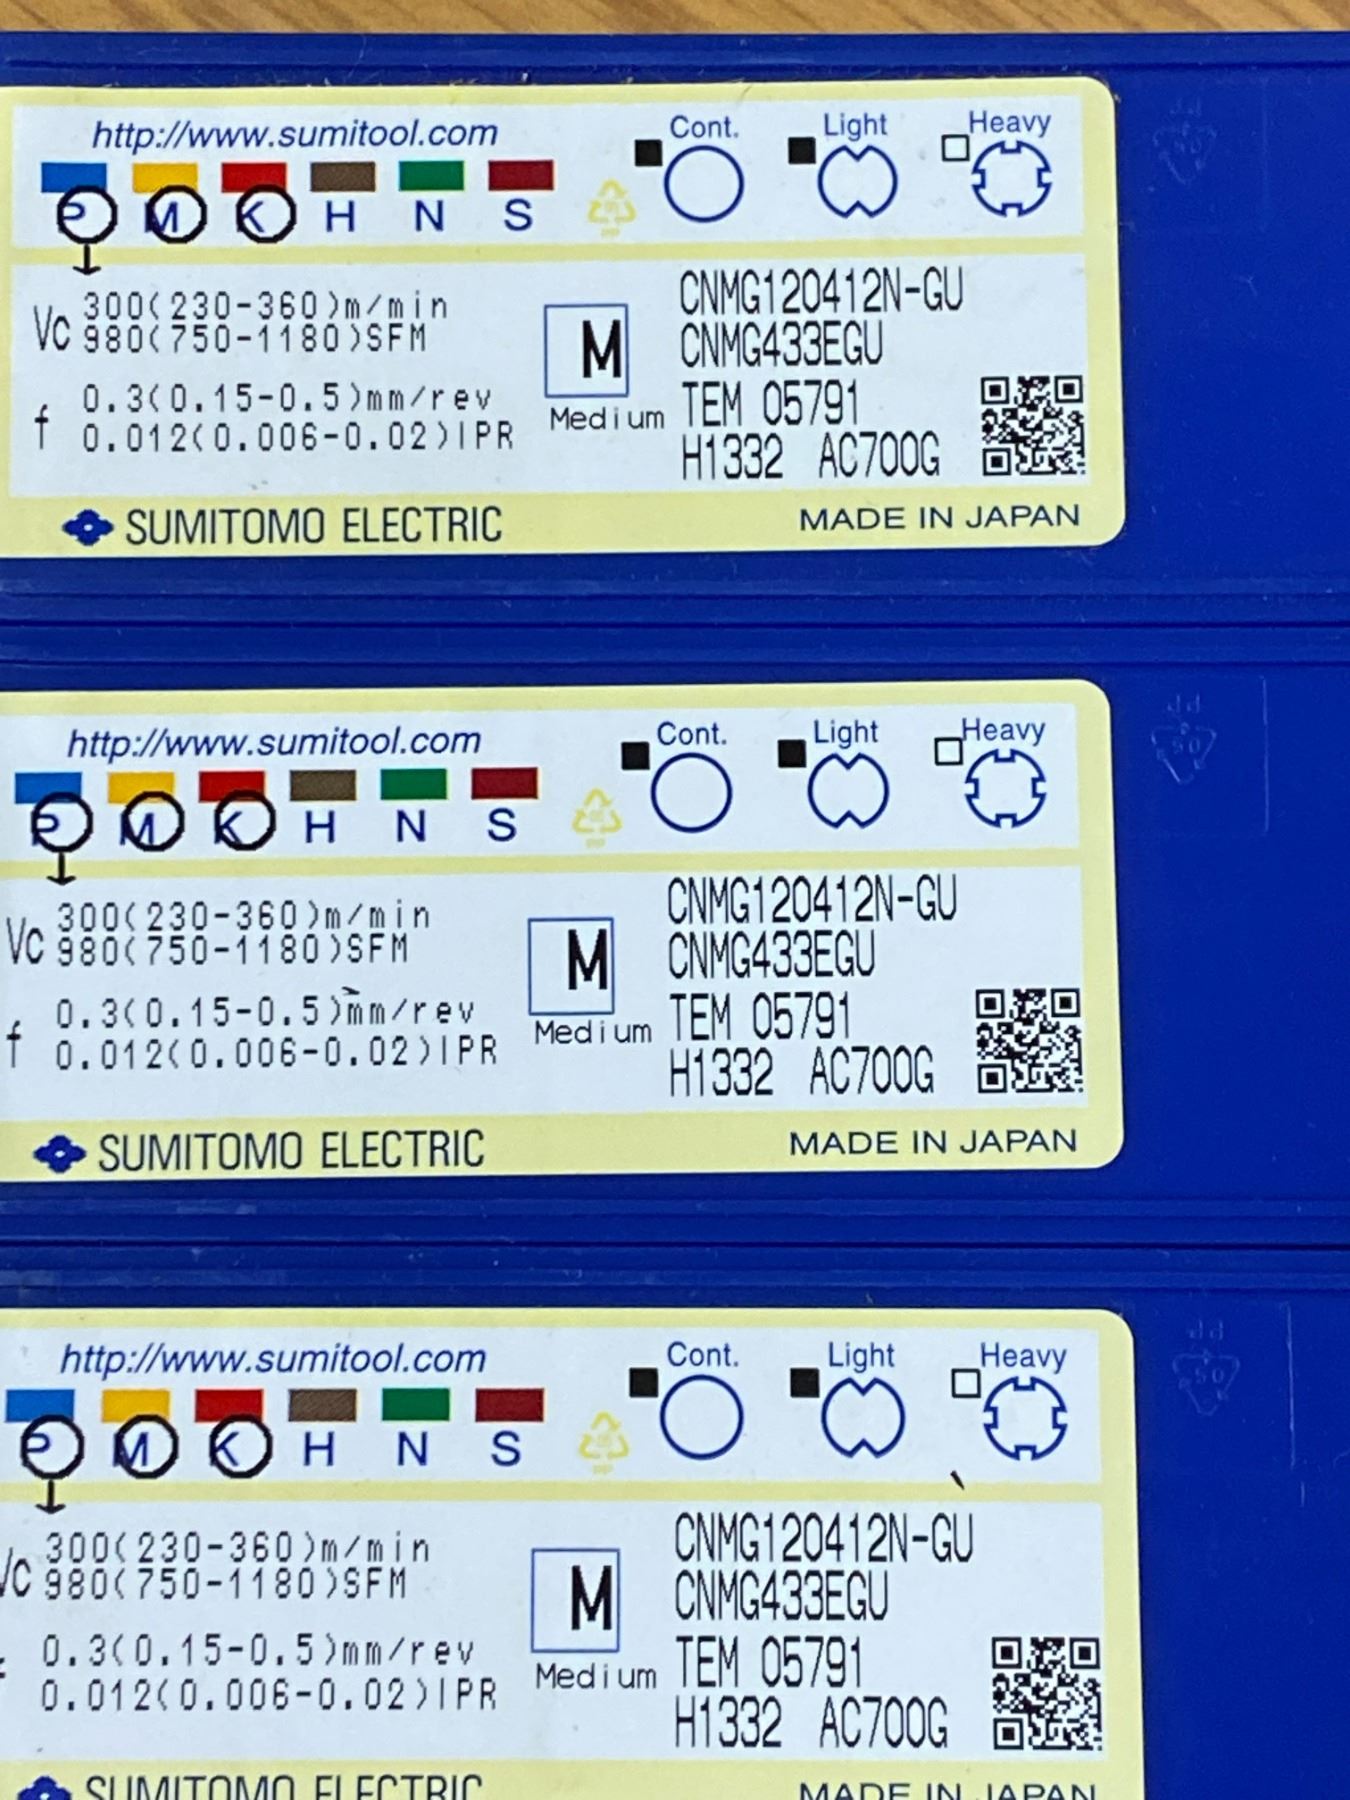 http://www.sumitool.com
Cont. Light Heavy
P M K H N S
Vc 300(230-360)m/min
980(750-1180)SFM
f 0.3(0.15-0.5)mm/rev
0.012(0.006-0.02)IPR
M
Medium
CNMG120412N-GU
CNMG433EGU
TEM 05791
H1332 AC700G
SUMITOMO ELECTRIC
MADE IN JAPAN
http://www.sumitool.com
Cont. Light Heavy
P M K H N S
Vc 300(230-360)m/min
980(750-1180)SFM
f 0.3(0.15-0.5)mm/rev
0.012(0.006-0.02)IPR
M
Medium
CNMG120412N-GU
CNMG433EGU
TEM 05791
H1332 AC700G
SUMITOMO ELECTRIC
MADE IN JAPAN
http://www.sumitool.com
Cont. Light Heavy
P M K H N S
Vc 300(230-360)m/min
980(750-1180)SFM
0.3(0.15-0.5)mm/rev
0.012(0.006-0.02)IPR
M
Medium
CNMG120412N-GU
CNMG433EGU
TEM 05791
H1332 AC700G
SUMITOMO ELECTRIC
MADE IN JAPAN